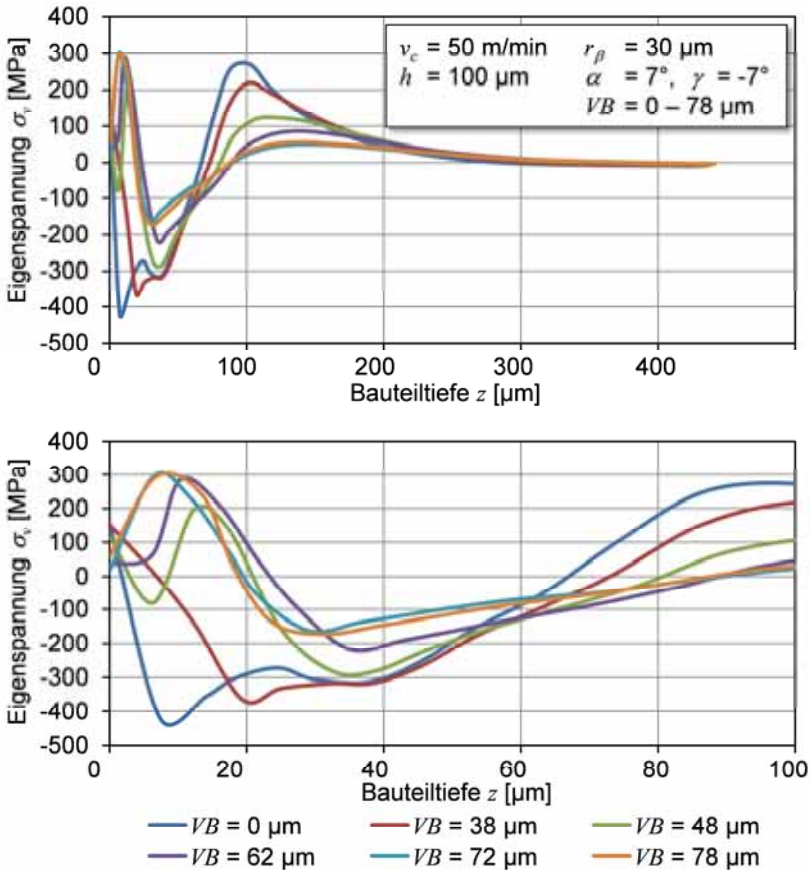 400
300
200
100
0
-100
-200
-300
-400
-500
Eigenspannung σᵥ [MPa]
v_c = 50 m/min r_β = 30 µm
h = 100 µm α = 7°, γ = -7°
VB = 0 – 78 µm
0 100 200 300 400
Bauteiltiefe z [µm]
400
300
200
100
0
-100
-200
-300
-400
-500
Eigenspannung σᵥ [MPa]
0 20 40 60 80 100
Bauteiltiefe z [µm]
VB = 0 µm VB = 38 µm VB = 48 µm
VB = 62 µm VB = 72 µm VB = 78 µm